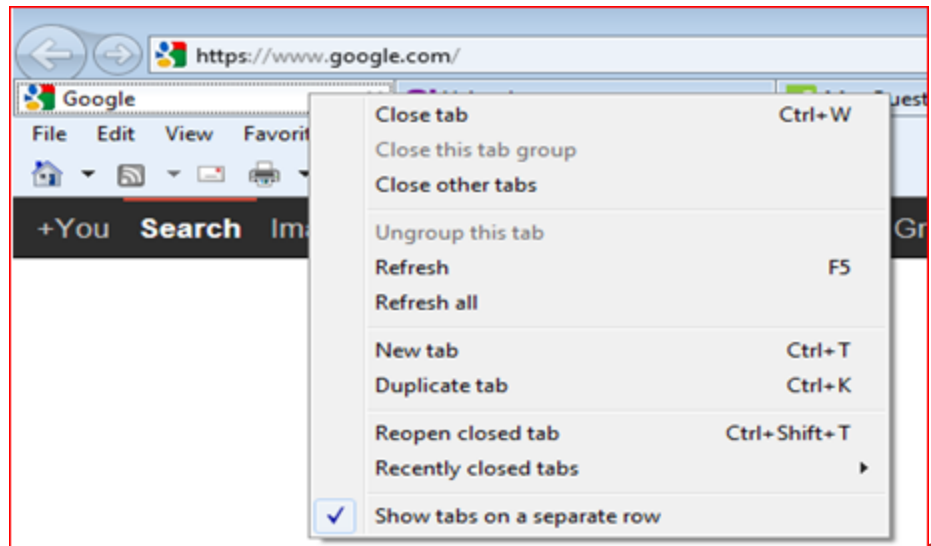 https://www.google.com/
Google
File Edit View
+You Search
Close tab Ctrl+W
Close this tab group
Close other tabs
Ungroup this tab
Refresh F5
Refresh all
New tab Ctrl+T
Duplicate tab Ctrl+K
Reopen closed tab Ctrl+Shift+T
Recently closed tabs
Show tabs on a separate row